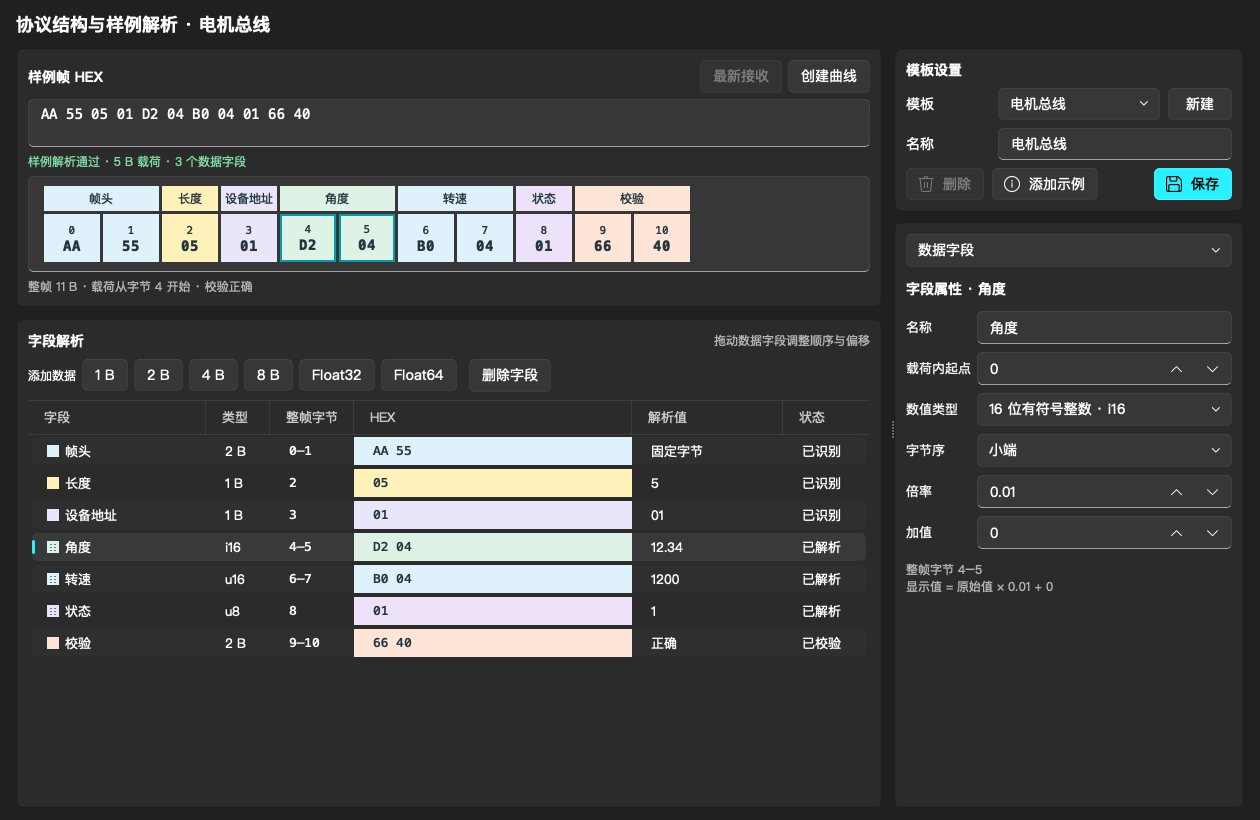 协议结构与样例解析 · 电机总线
样例帧 HEX
最新接收
创建曲线
AA 55 05 01 D2 04 B0 04 01 66 40
样例解析通过 · 5 B 载荷 · 3 个数据字段
帧头 长度 设备地址 角度 转速 状态 校验
0 1 2 3 4 5 6 7 8 9 10
AA 55 05 01 D2 04 B0 04 01 66 40
整帧 11 B · 载荷从字节 4 开始 · 校验正确
字段解析
拖动数据字段调整顺序与偏移
添加数据 1 B 2 B 4 B 8 B Float32 Float64 删除字段
字段 类型 整帧字节 HEX 解析值 状态
帧头 2 B 0–1 AA 55 固定字节 已识别
长度 1 B 2 05 5 已识别
设备地址 1 B 3 01 01 已识别
角度 i16 4–5 D2 04 12.34 已解析
转速 u16 6–7 B0 04 1200 已解析
状态 u8 8 01 1 已解析
校验 2 B 9–10 66 40 正确 已校验
模板设置
模板 电机总线 新建
名称 电机总线
删除 添加示例 保存
数据字段
字段属性 · 角度
名称 角度
载荷内起点 0
数值类型 16 位有符号整数 · i16
字节序 小端
倍率 0.01
加值 0
整帧字节 4–5
显示值 = 原始值 × 0.01 + 0